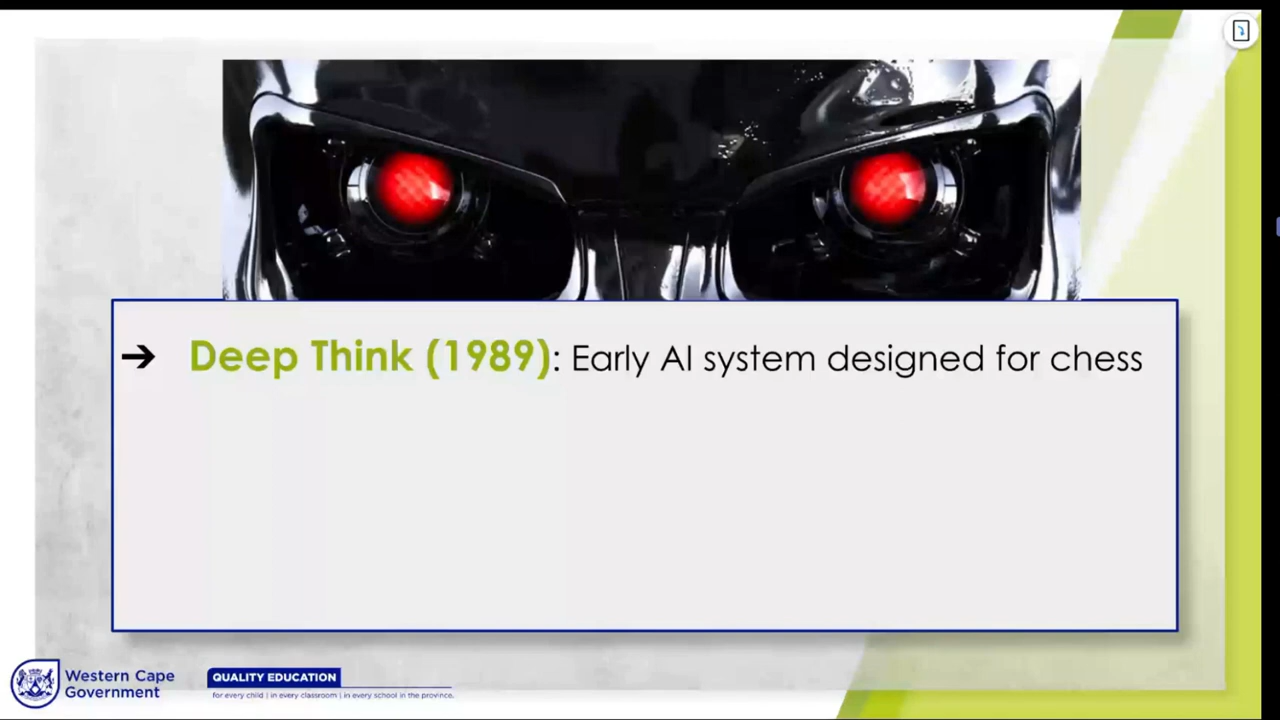 ➔ Deep Think (1989): Early AI system designed for chess
Western Cape
Government
QUALITY EDUCATION
for every child | in every classroom | in every school in the province.